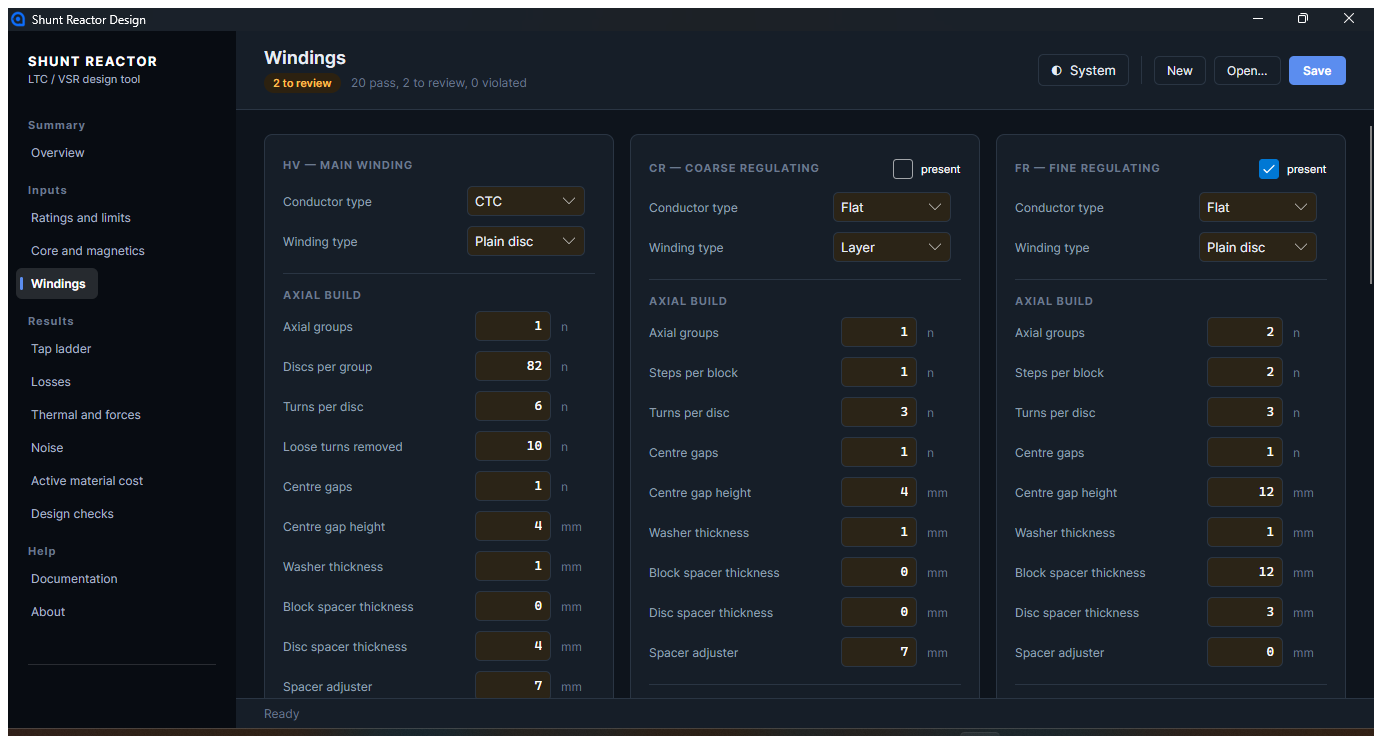 Shunt Reactor Design
SHUNT REACTOR
LTC / VSR design tool
Summary
Overview
Inputs
Ratings and limits
Core and magnetics
Windings
Results
Tap ladder
Losses
Thermal and forces
Noise
Active material cost
Design checks
Help
Documentation
About
Windings
2 to review 20 pass, 2 to review, 0 violated
System New Open... Save
HV — MAIN WINDING
Conductor type CTC
Winding type Plain disc
AXIAL BUILD
Axial groups 1 n
Discs per group 82 n
Turns per disc 6 n
Loose turns removed 10 n
Centre gaps 1 n
Centre gap height 4 mm
Washer thickness 1 mm
Block spacer thickness 0 mm
Disc spacer thickness 4 mm
Spacer adjuster 7 mm
CR — COARSE REGULATING present
Conductor type Flat
Winding type Layer
AXIAL BUILD
Axial groups 1 n
Steps per block 1 n
Turns per disc 3 n
Centre gaps 1 n
Centre gap height 4 mm
Washer thickness 1 mm
Block spacer thickness 0 mm
Disc spacer thickness 0 mm
Spacer adjuster 7 mm
FR — FINE REGULATING present
Conductor type Flat
Winding type Plain disc
AXIAL BUILD
Axial groups 2 n
Steps per block 2 n
Turns per disc 3 n
Centre gaps 1 n
Centre gap height 12 mm
Washer thickness 1 mm
Block spacer thickness 12 mm
Disc spacer thickness 3 mm
Spacer adjuster 0 mm
Ready